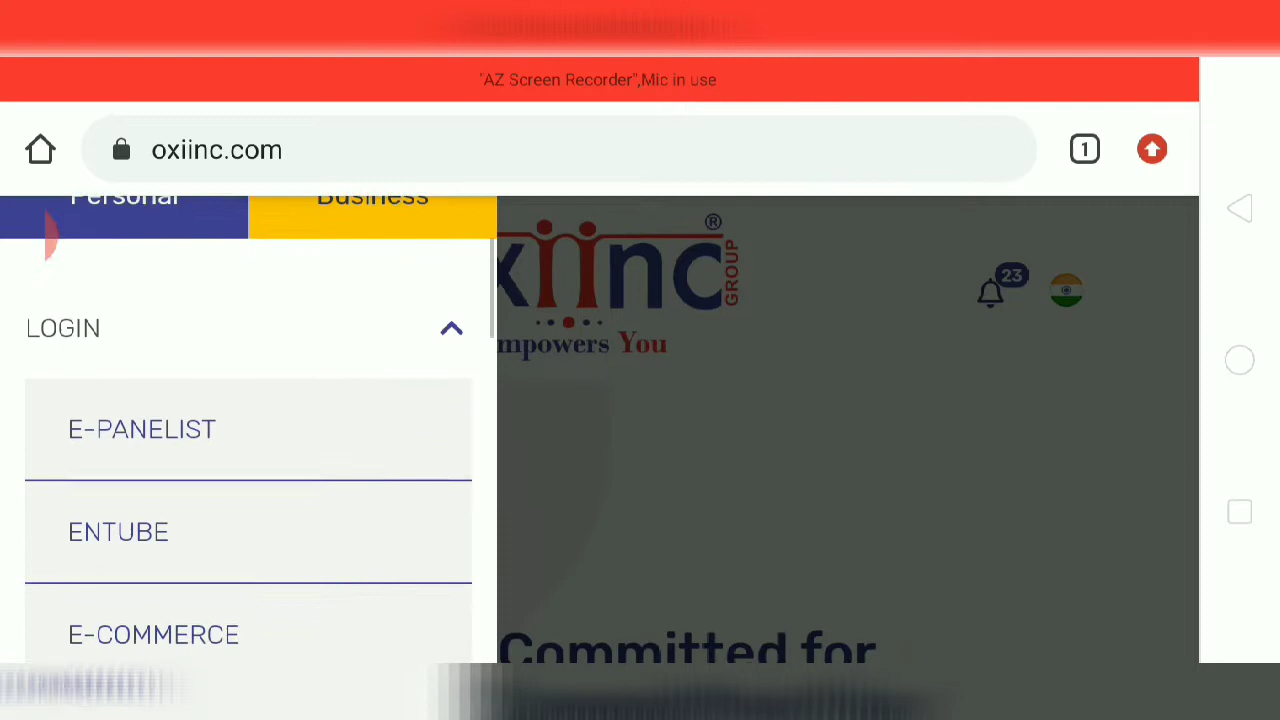 "AZ Screen Recorder",Mic in use
oxiinc.com
1
Personal
Business
xiinc
®
GROUP
mpowers You
23
LOGIN
E-PANELIST
ENTUBE
E-COMMERCE
Committed for